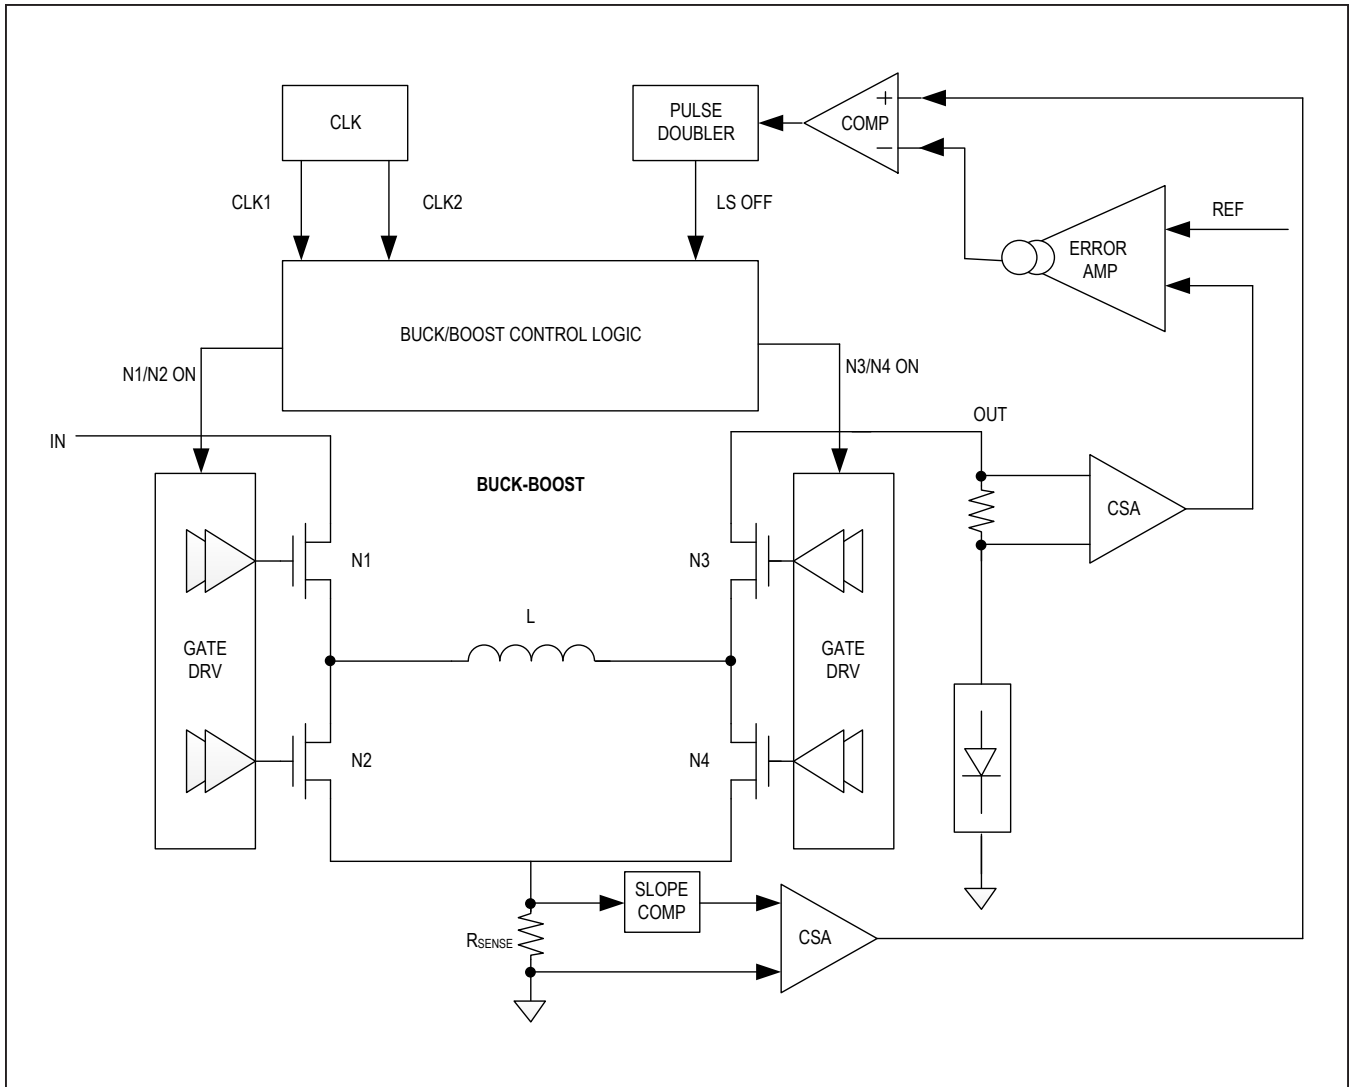 CLK
PULSE
DOUBLER
COMP
+
−
CLK1
CLK2
LS OFF
REF
ERROR
AMP
BUCK/BOOST CONTROL LOGIC
N1/N2 ON
N3/N4 ON
OUT
IN
BUCK-BOOST
CSA
N1
N3
L
GATE
DRV
GATE
DRV
N2
N4
SLOPE
COMP
RSENSE
CSA